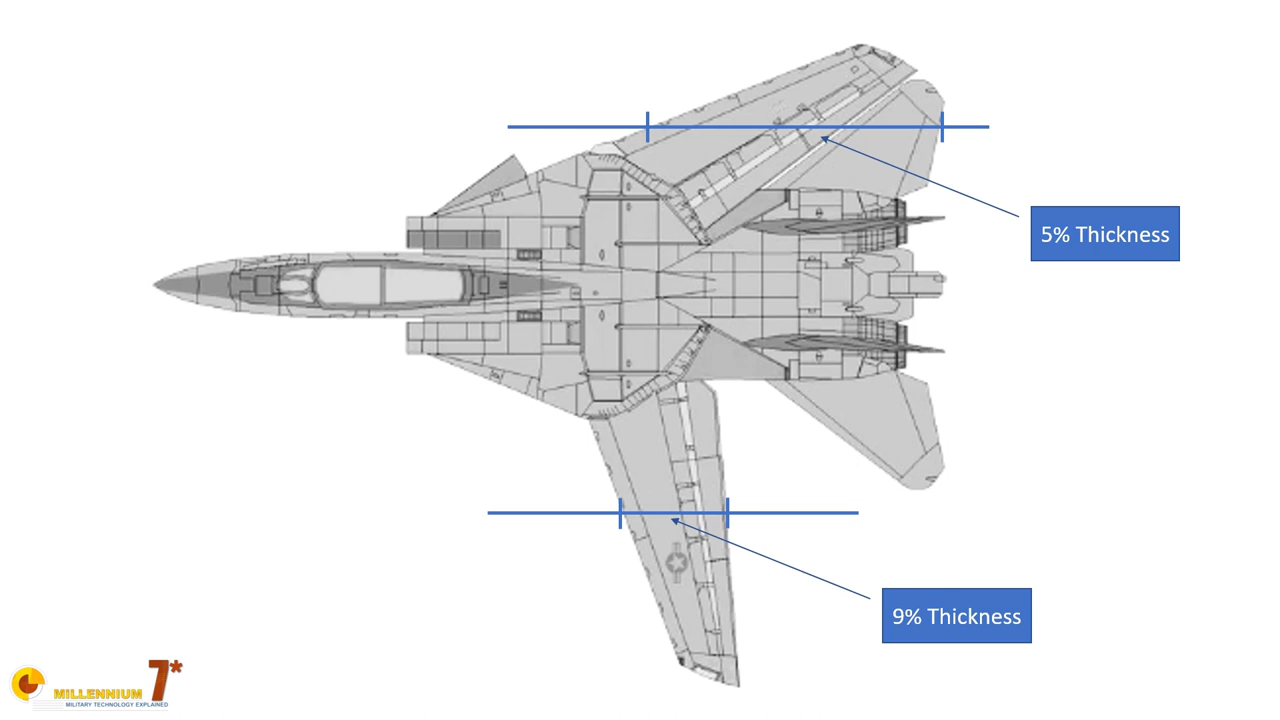 5% Thickness
9% Thickness
MILLENNIUM 7*
MILITARY TECHNOLOGY EXPLAINED